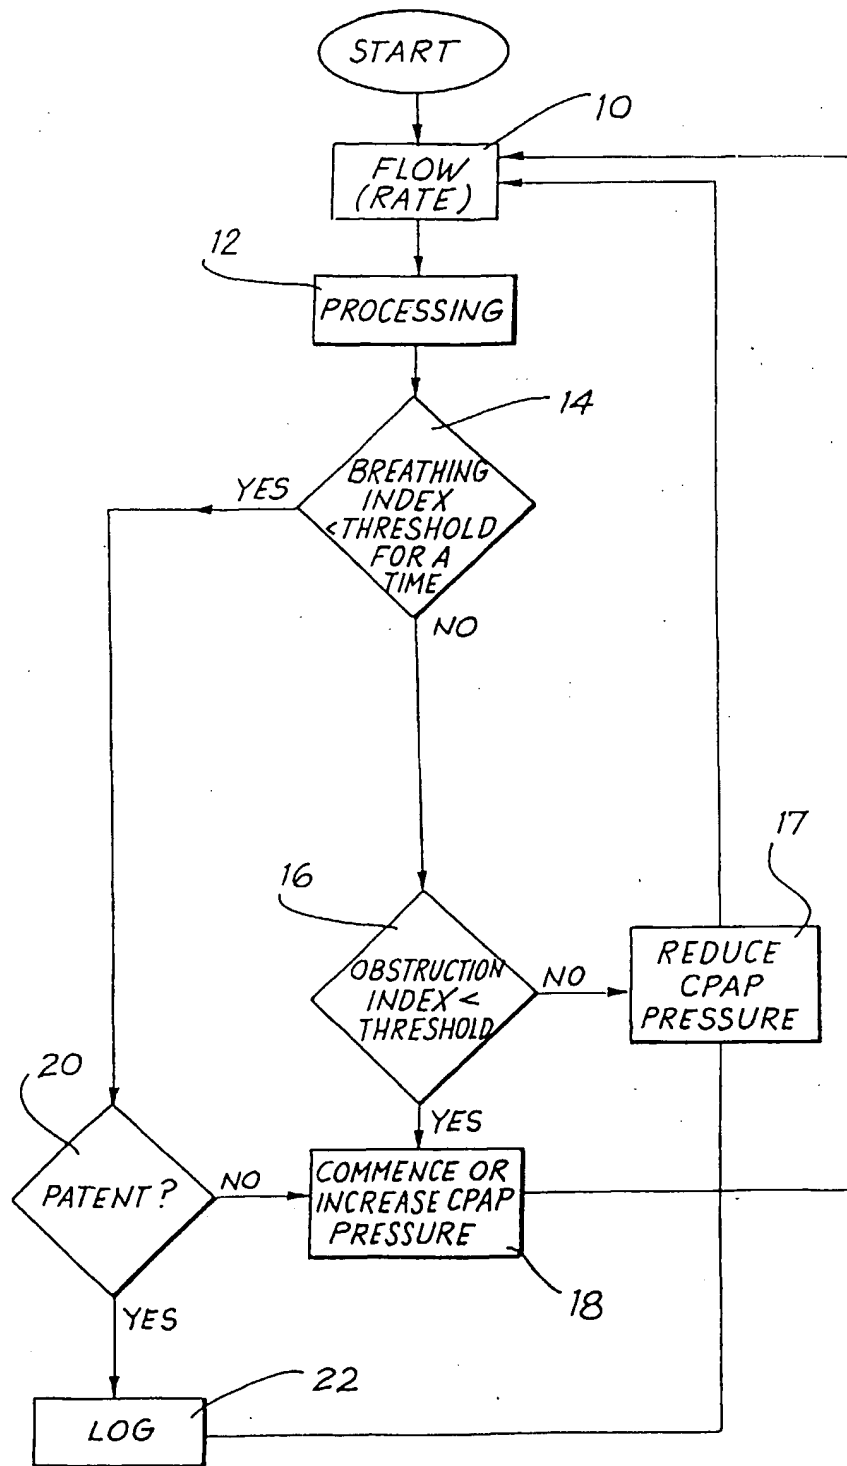 START
10
FLOW
(RATE)
12
PROCESSING
14
BREATHING
INDEX
<THRESHOLD
FOR A
TIME
YES
NO
16
OBSTRUCTION
INDEX <
THRESHOLD
NO
YES
17
REDUCE
CPAP
PRESSURE
20
PATENT?
NO
YES
COMMENCE OR
INCREASE CPAP
PRESSURE
18
22
LOG